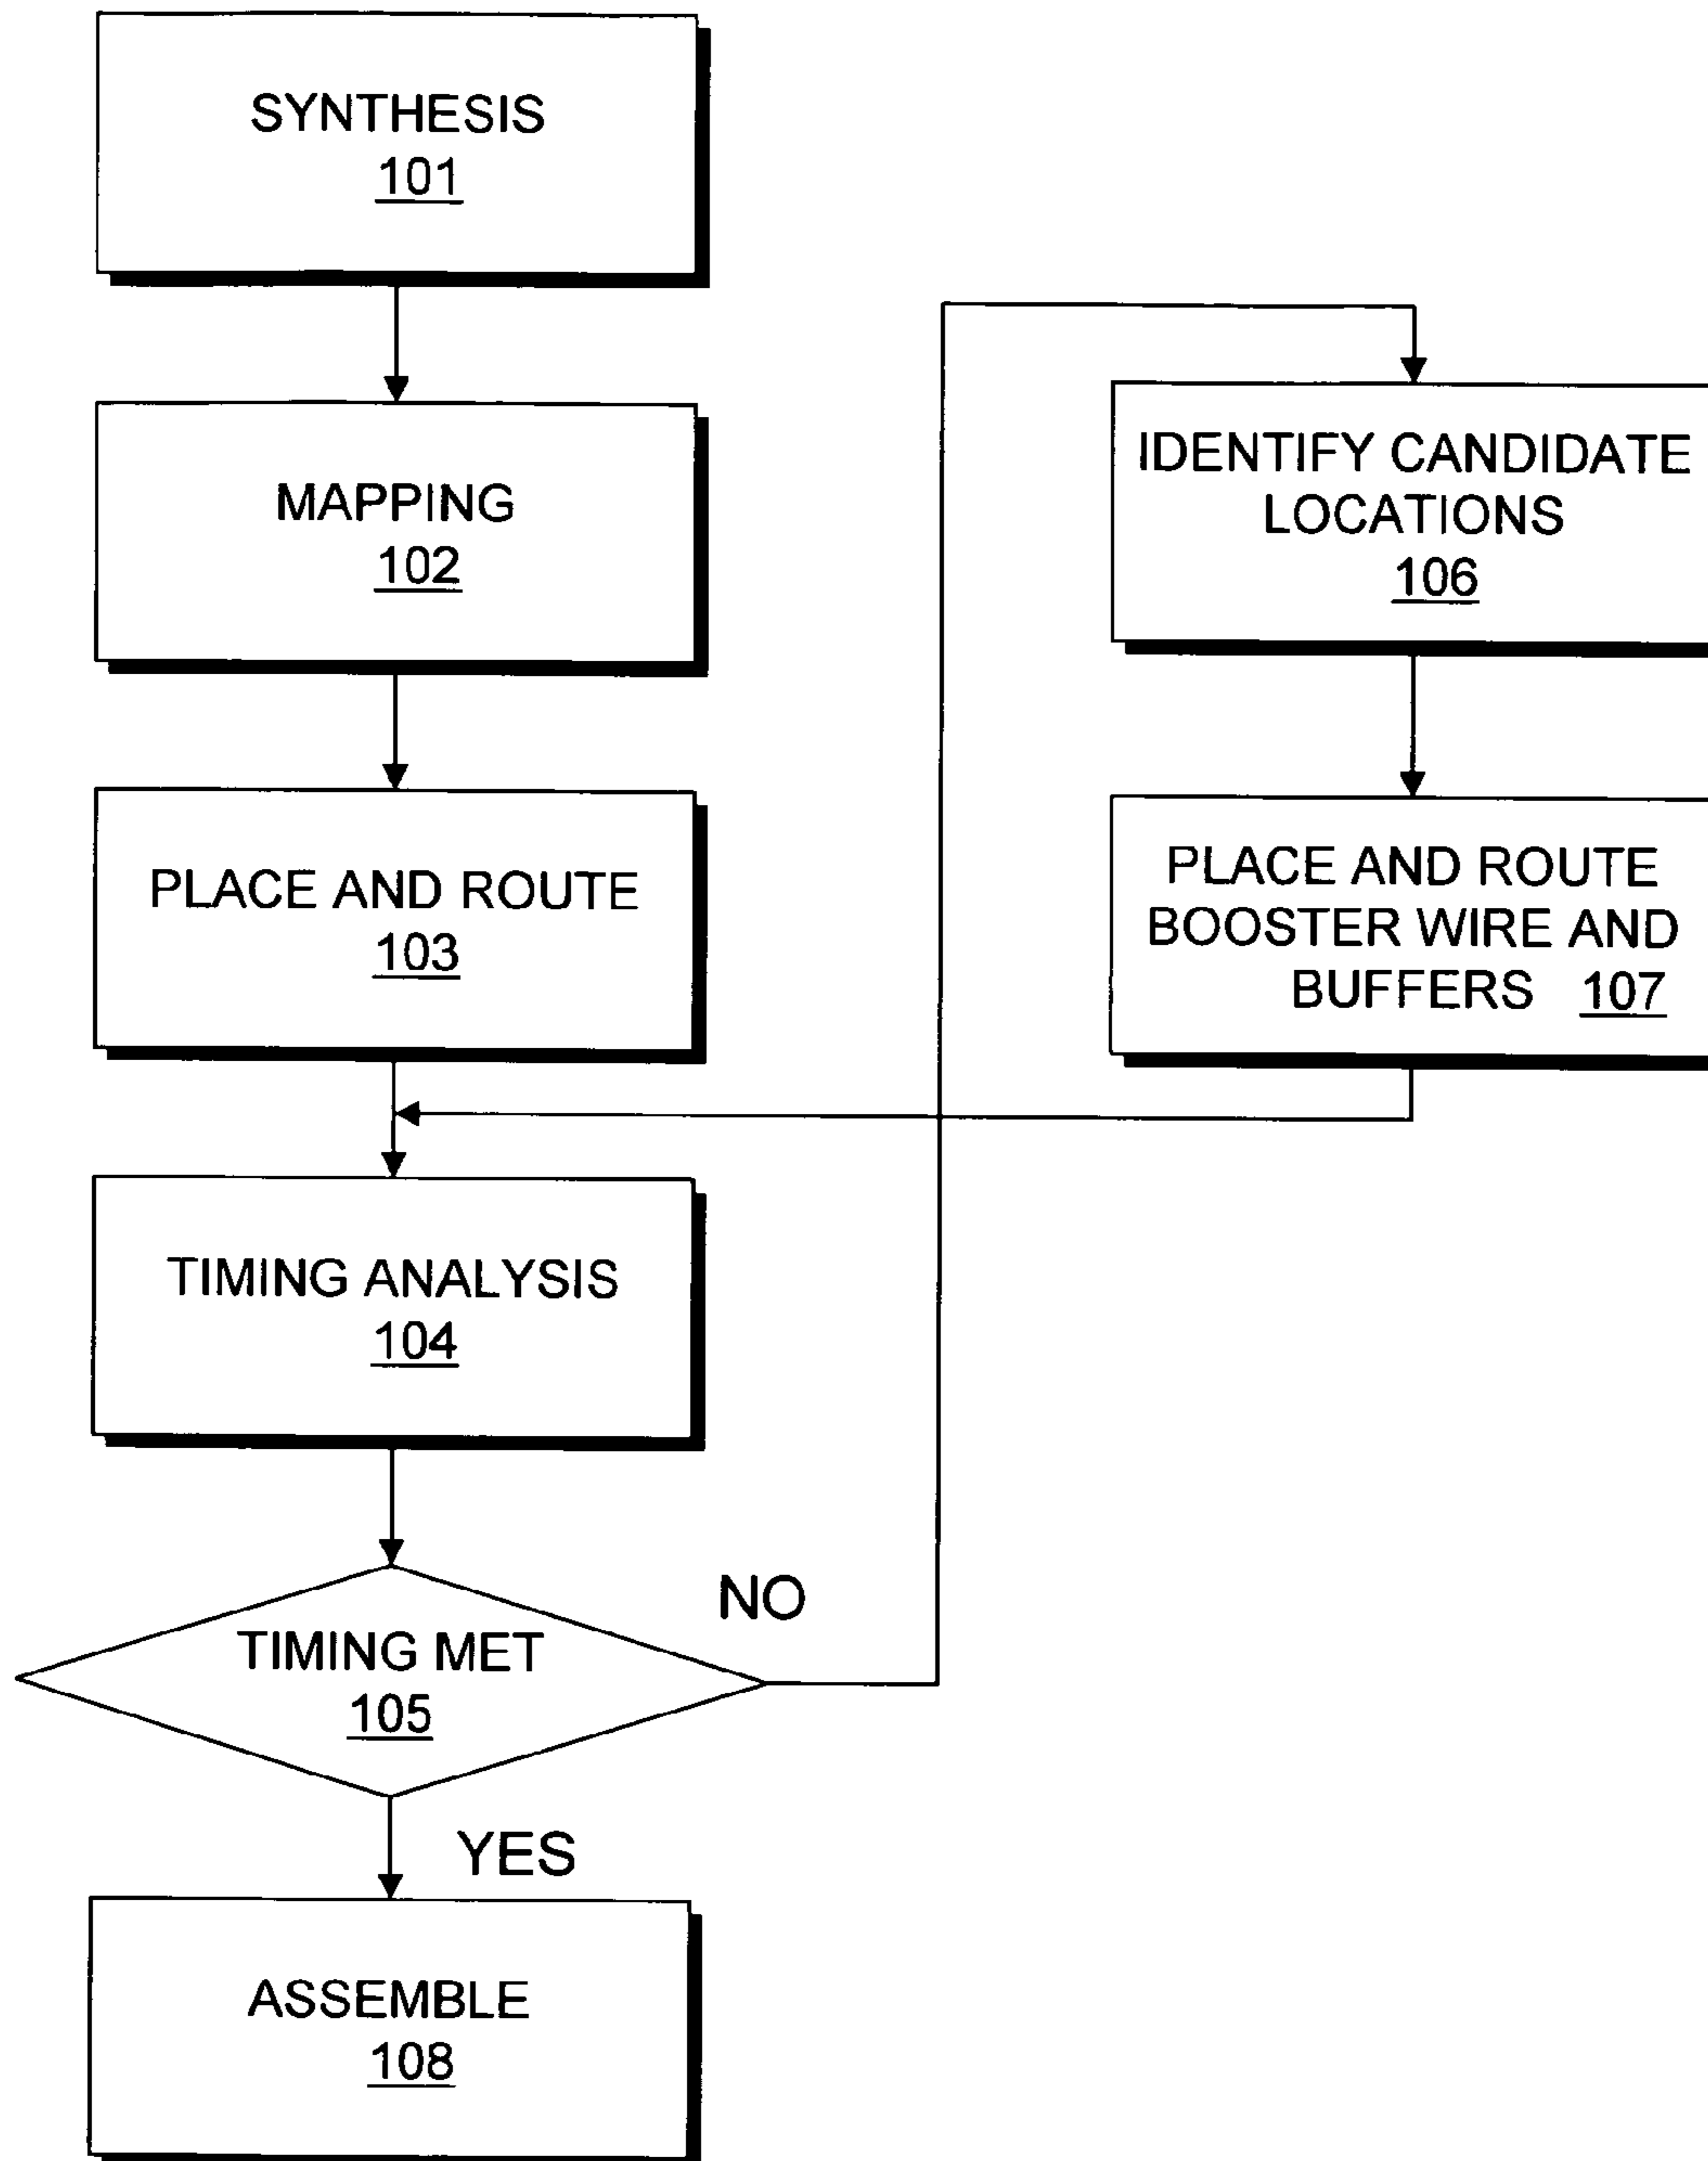 SYNTHESIS
101
MAPPING
102
PLACE AND ROUTE
103
TIMING ANALYSIS
104
TIMING MET
105
NO
YES
ASSEMBLE
108
IDENTIFY CANDIDATE
LOCATIONS
106
PLACE AND ROUTE
BOOSTER WIRE AND
BUFFERS 107